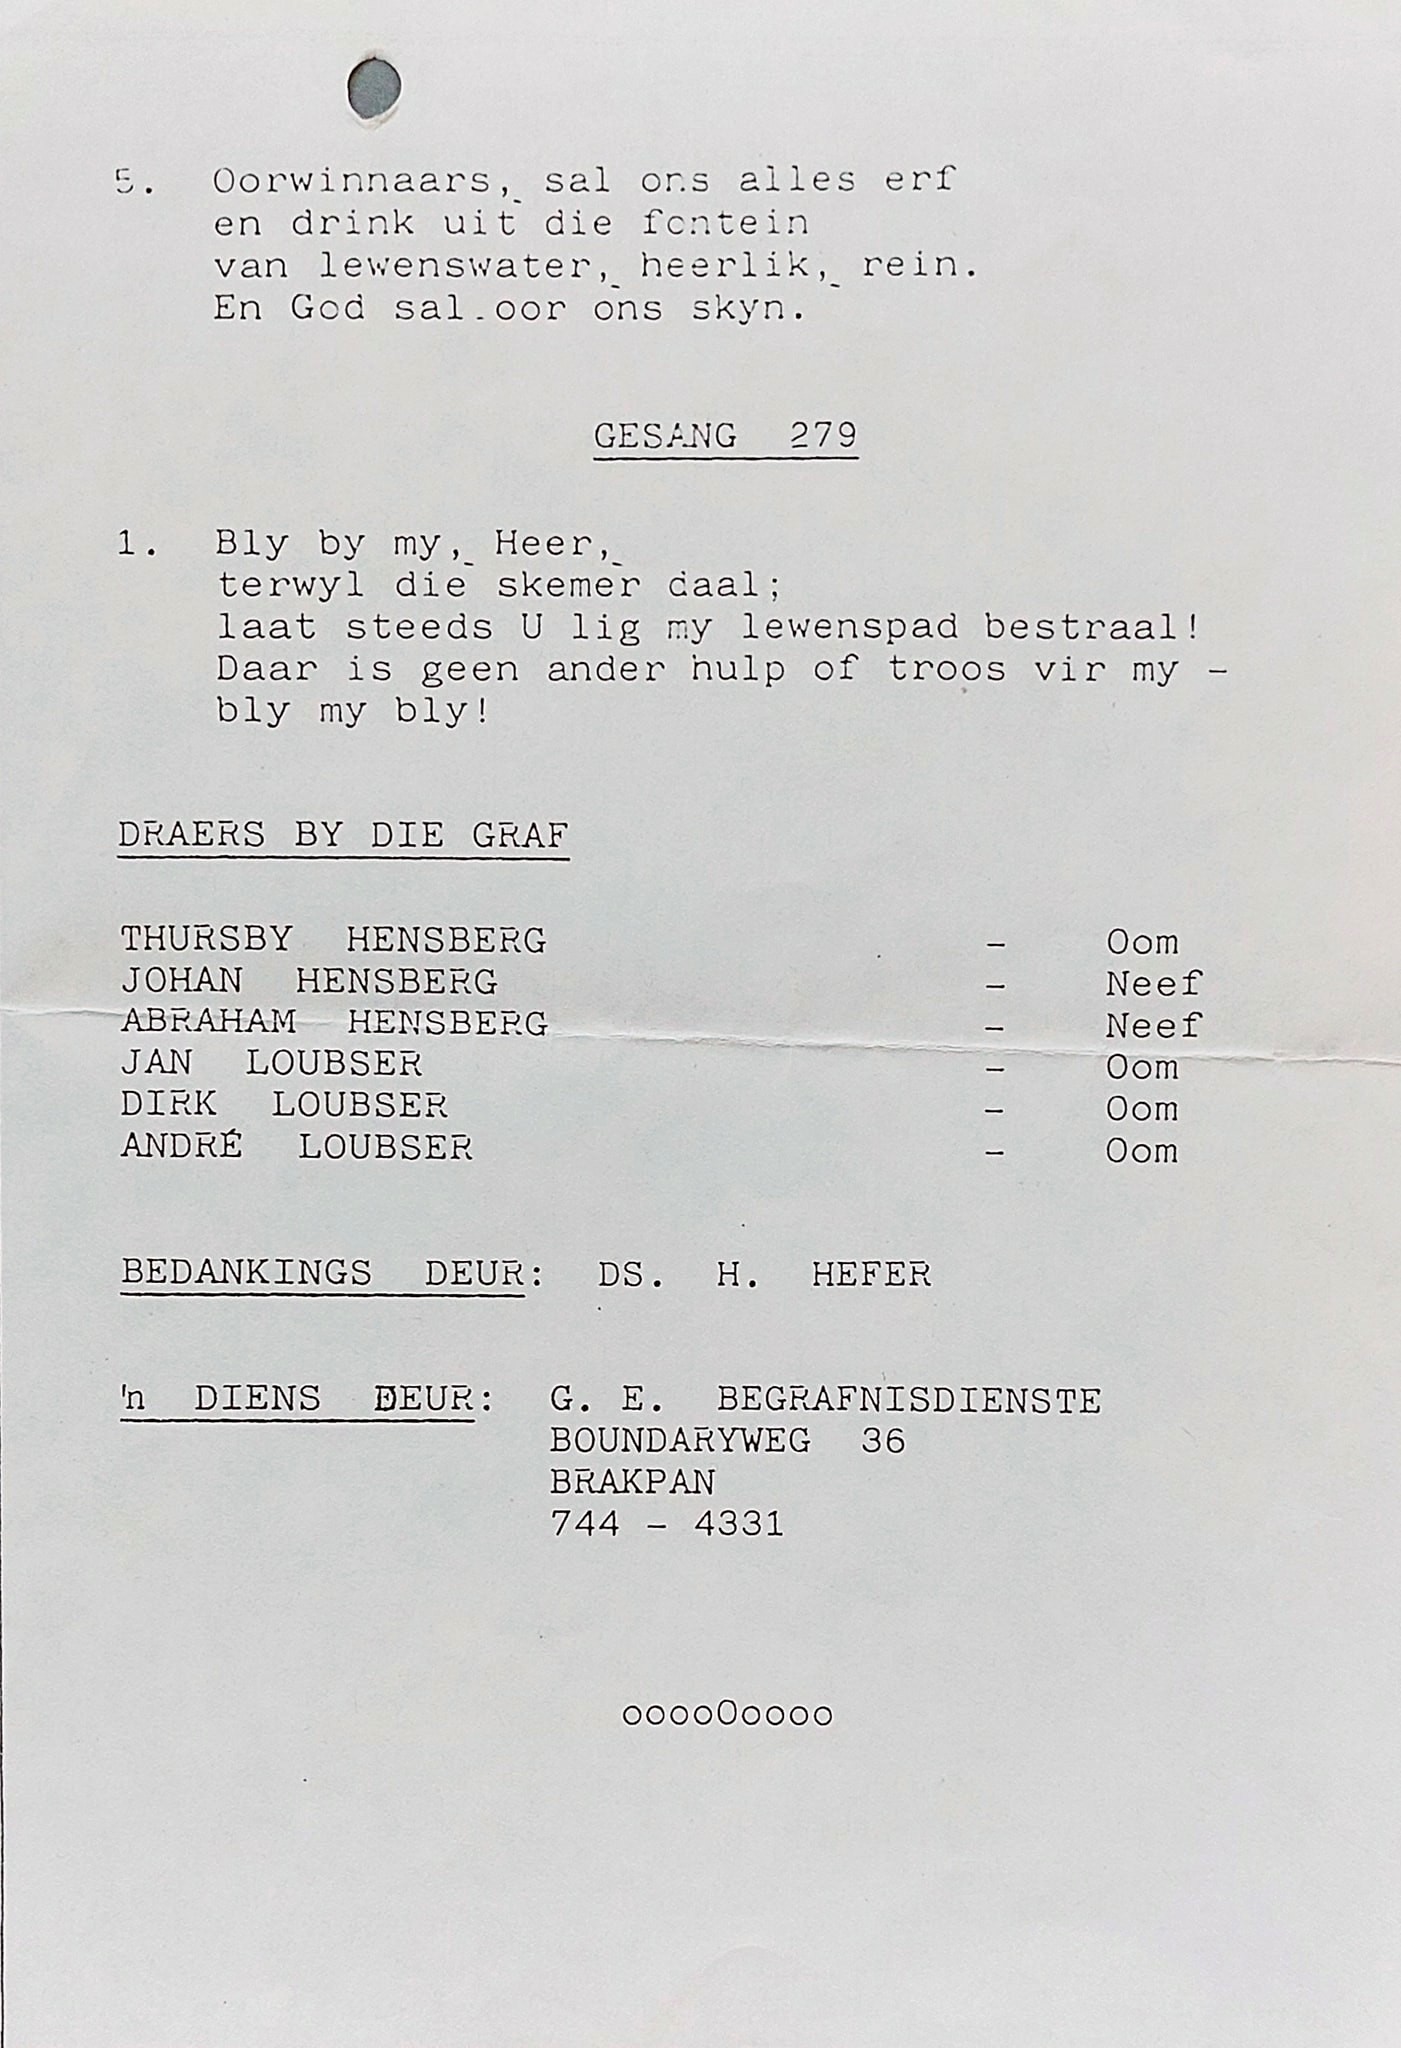 5. Oorwinnaars, sal ons alles erf
en drink uit die fontein
van lewenswater, heerlik, rein.
En God sal oor ons skyn.
GESANG 279
1. Bly by my, Heer,
terwyl die skemer daal;
laat steeds U lig my lewenspad bestraal!
Daar is geen ander hulp of troos vir my -
bly my bly!
DRAERS BY DIE GRAF
THURSBY HENSBERG - Oom
JOHAN HENSBERG - Neef
ABRAHAM HENSBERG - Neef
JAN LOUBSER - Oom
DIRK LOUBSER - Oom
ANDRÉ LOUBSER - Oom
BEDANKINGS DEUR: DS. H. HEFER
'n DIENS DEUR: G. E. BEGRAFNISDIENSTE
BOUNDARYWEG 36
BRAKPAN
744 - 4331
ooooOoooo